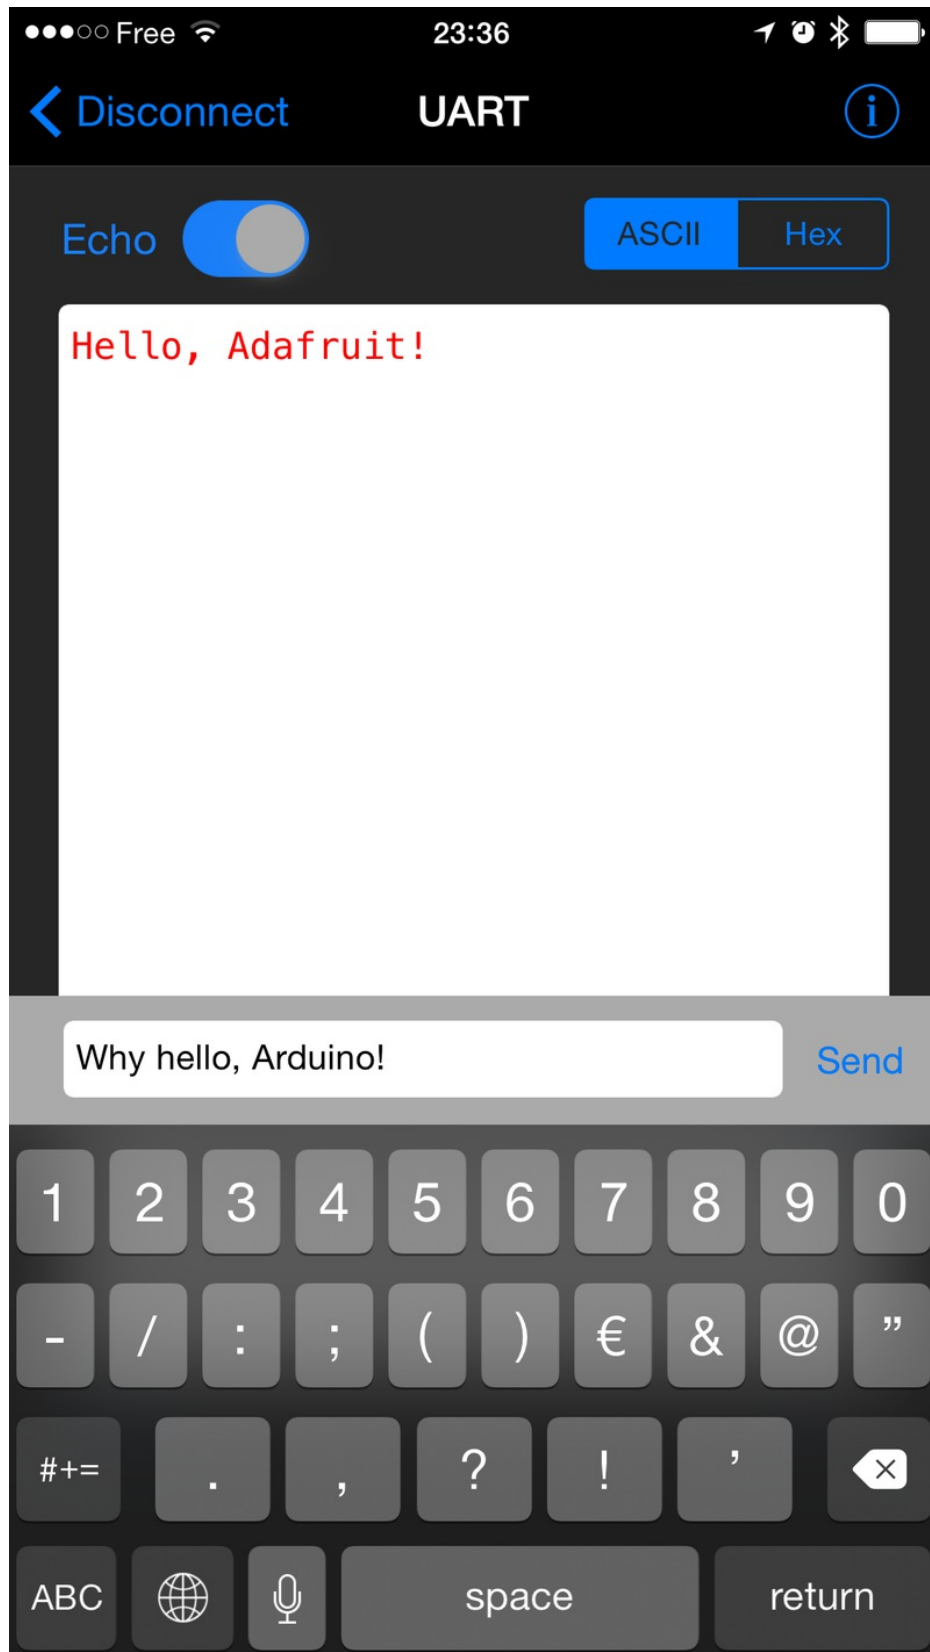 Free 23:36
Disconnect UART i
Echo ASCII Hex
Hello, Adafruit!
Why hello, Arduino! Send
1 2 3 4 5 6 7 8 9 0
- / : ; ( ) € & @ ”
#+= . , ? ! ’
ABC space return